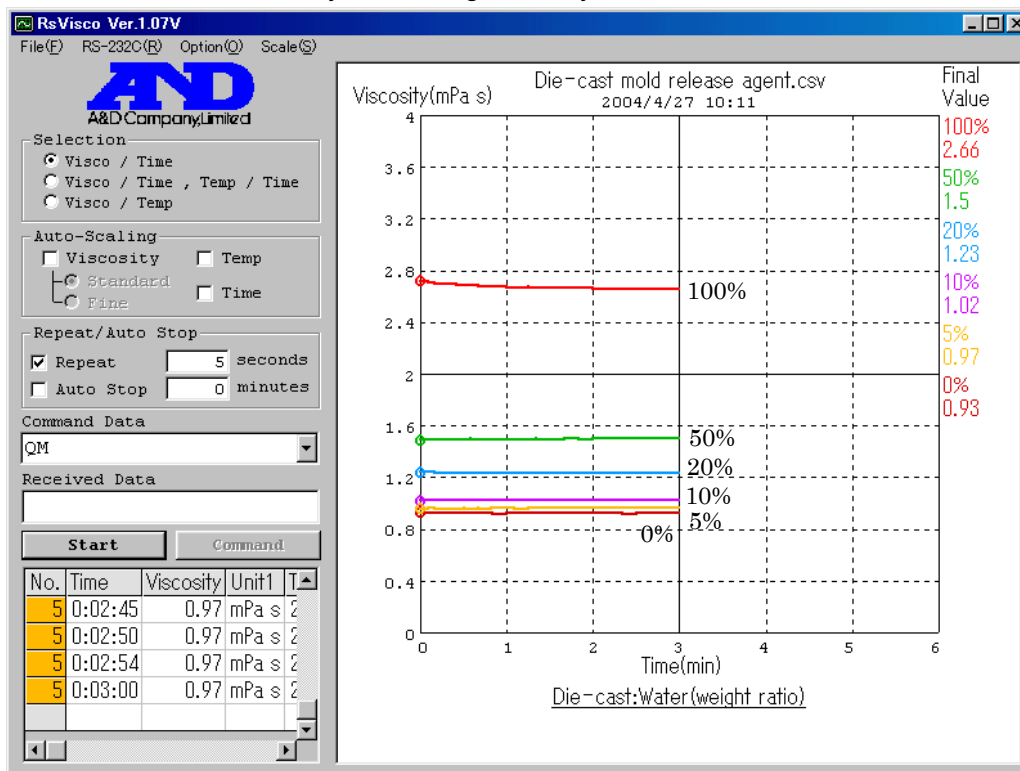 RsVisco Ver.1.07V
File(F) RS-232C(R) Option(O) Scale(S)
AND
A&D Company,Limited
Selection
Visco / Time
Visco / Time , Temp / Time
Visco / Temp
Auto-Scaling
Viscosity Temp
Standard
Time
Fine
Repeat/Auto Stop
Repeat 5 seconds
Auto Stop 0 minutes
Command Data
QM
Received Data
Start Command
No. Time Viscosity Unit1 T
5 0:02:45 0.97 mPa s 2
5 0:02:50 0.97 mPa s 2
5 0:02:54 0.97 mPa s 2
5 0:03:00 0.97 mPa s 2
Die-cast mold release agent.csv
2004/4/27 10:11
Viscosity(mPa s)
4
3.6
3.2
2.8
2.4
2
1.6
1.2
0.8
0.4
0
100%
50%
20%
10%
5%
0%
0 1 2 3 4 5 6
Time(min)
Die-cast:Water(weight ratio)
Final
Value
100%
2.66
50%
1.5
20%
1.23
10%
1.02
5%
0.97
0%
0.93